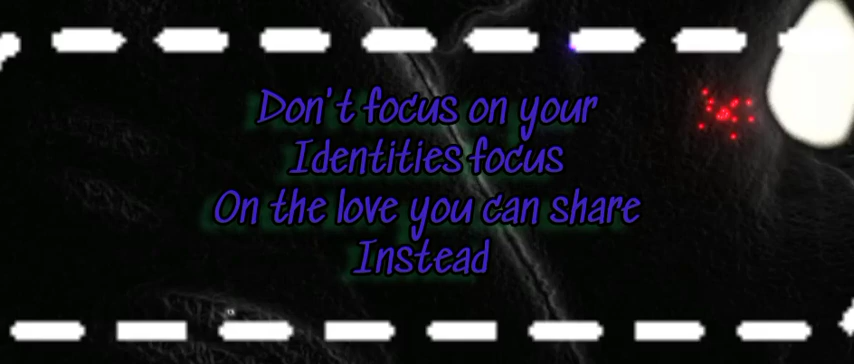 Don't focus on your
Identities focus
On the love you can share
Instead